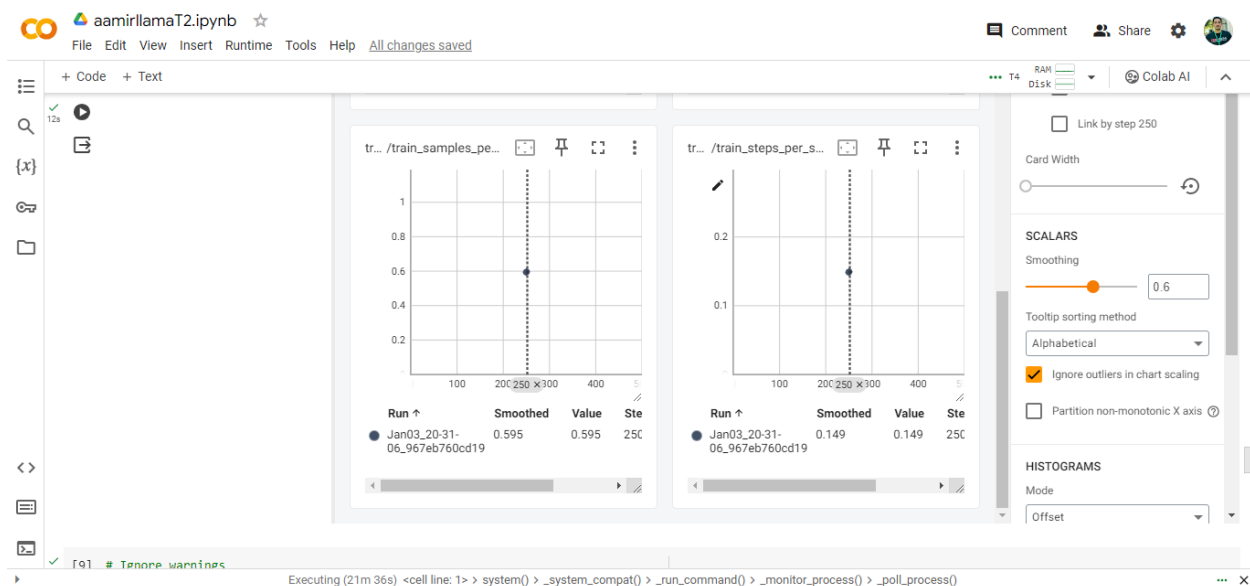 aamirllamaT2.ipynb
File Edit View Insert Runtime Tools Help All changes saved
Comment Share
+ Code + Text
T4 RAM Disk Colab AI
12s
{x}
tr... /train_samples_pe...
1
0.8
0.6
0.4
0.2
100 200 250 × 300 400
Run ↑ Smoothed Value Ste
Jan03_20-31-06_967eb760cd19 0.595 0.595 250
tr... /train_steps_per_s...
0.2
0.1
100 200 250 × 300 400
Run ↑ Smoothed Value Ste
Jan03_20-31-06_967eb760cd19 0.149 0.149 250
Link by step 250
Card Width
SCALARS
Smoothing
0.6
Tooltip sorting method
Alphabetical
Ignore outliers in chart scaling
Partition non-monotonic X axis
HISTOGRAMS
Mode
Offset
[9] # Ignore warnings
Executing (21m 36s) <cell line: 1> > system() > _system_compat() > _run_command() > _monitor_process() > _poll_process()